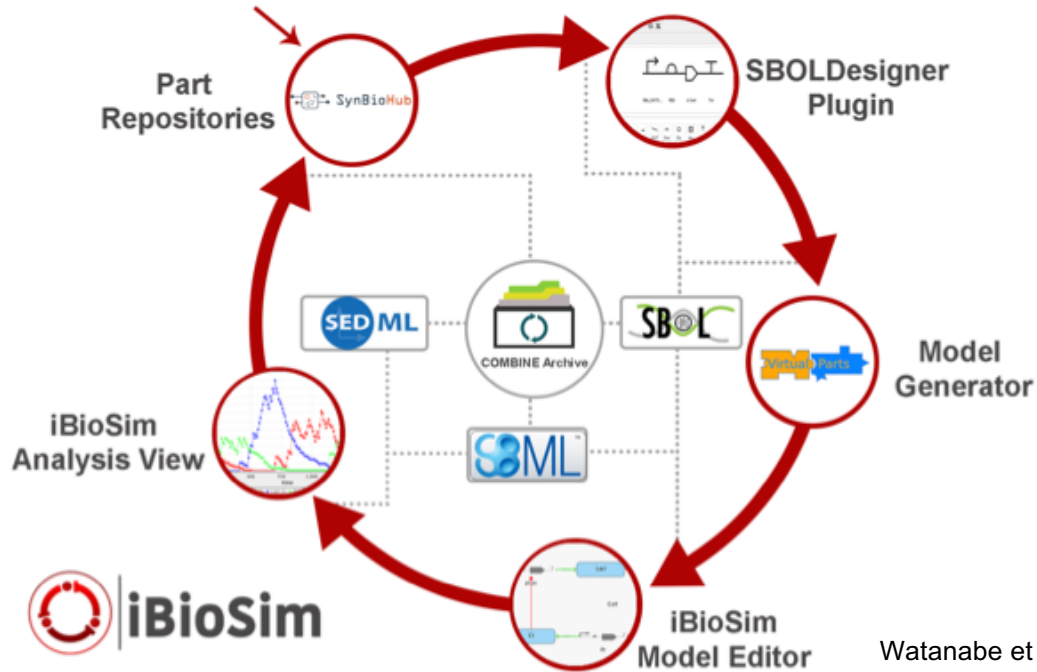 Part
Repositories
SynBioHub
SBOLDesigner
Plugin
SED ML
COMBINE Archive
SBOL
Virtual Parts
Model
Generator
iBioSim
Analysis View
SBML
iBioSim
iBioSim
Model Editor
Watanabe et